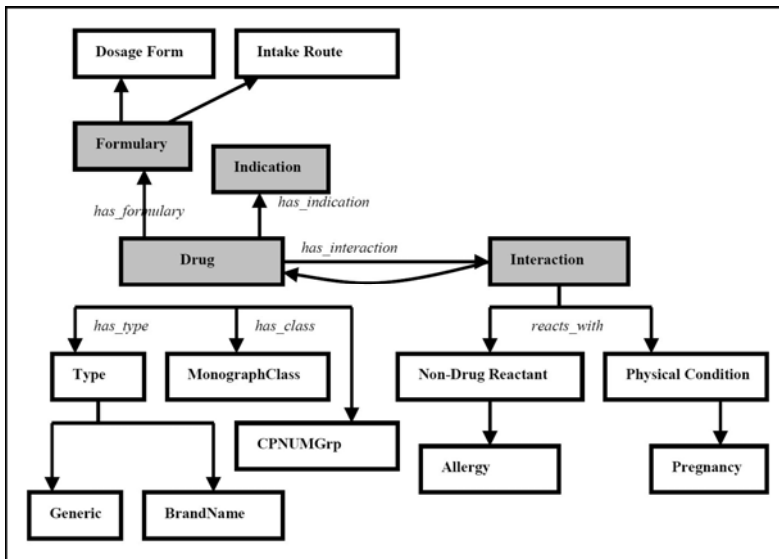 Dosage Form
Intake Route
Formulary
Indication
has_formulary
has_indication
Drug
has_interaction
Interaction
has_type
has_class
reacts_with
Type
MonographClass
Non-Drug Reactant
Physical Condition
CPNUMGrp
Allergy
Pregnancy
Generic
BrandName